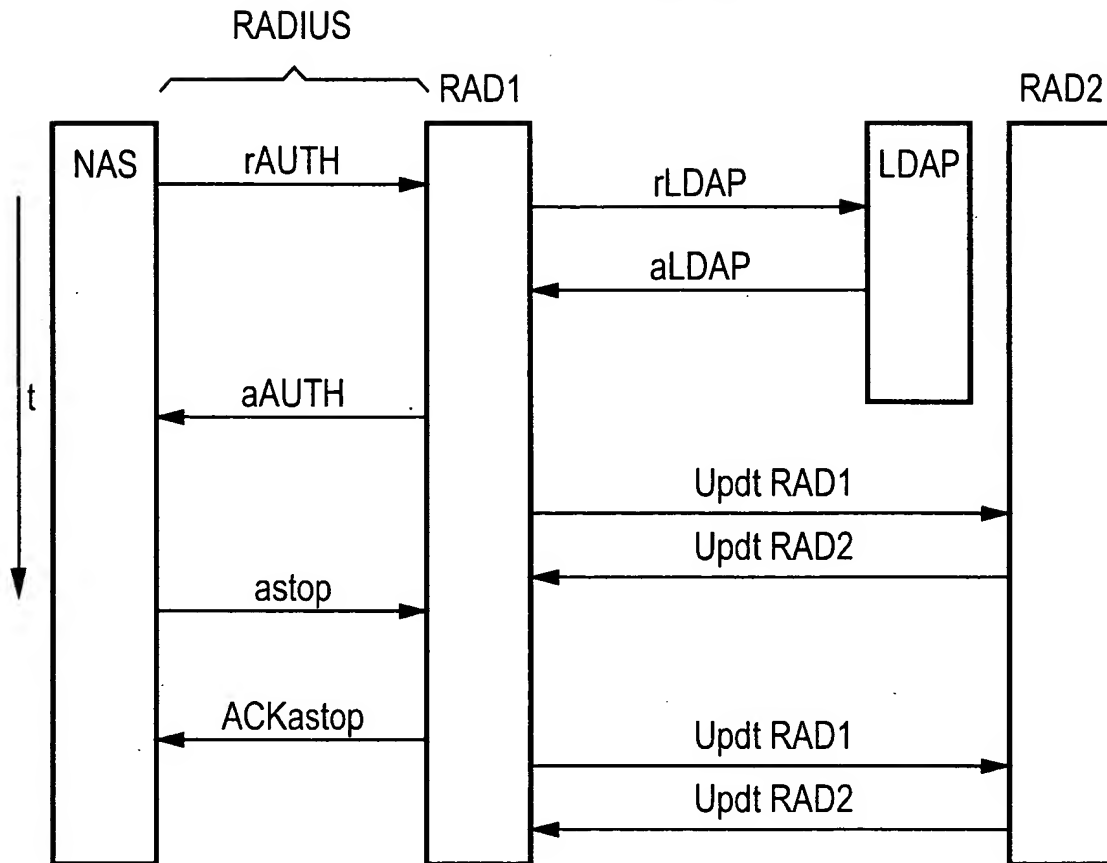 RADIUS
RAD1
RAD2
NAS
rAUTH
LDAP
rLDAP
aLDAP
t
aAUTH
Updt RAD1
Updt RAD2
astop
ACKastop
Updt RAD1
Updt RAD2